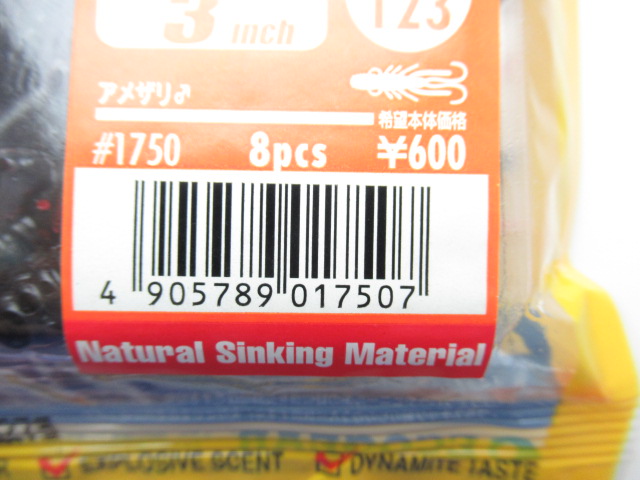 3 inch
123
アメザリ♂
希望本体価格
#1750 8pcs ¥600
4 905789 017507
Natural Sinking Material
EXPLOSIVE SCENT DYNAMITE TASTE